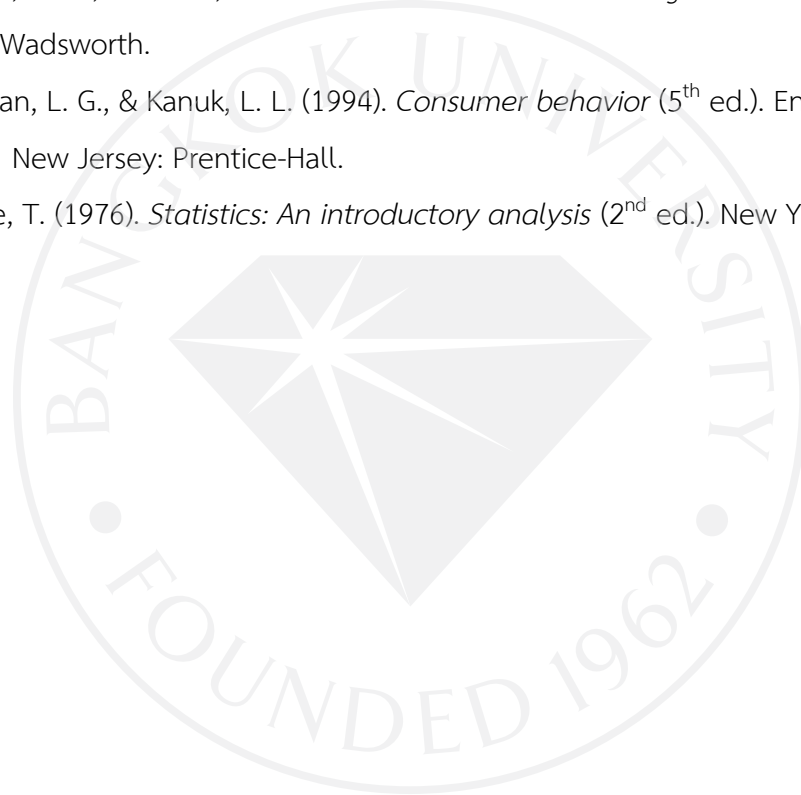 Wadsworth.
an, L. G., & Kanuk, L. L. (1994). Consumer behavior (5th ed.). En
New Jersey: Prentice-Hall.
e, T. (1976). Statistics: An introductory analysis (2nd ed.). New Y
BANGKOK UNIVERSITY
• FOUNDED 1962 •